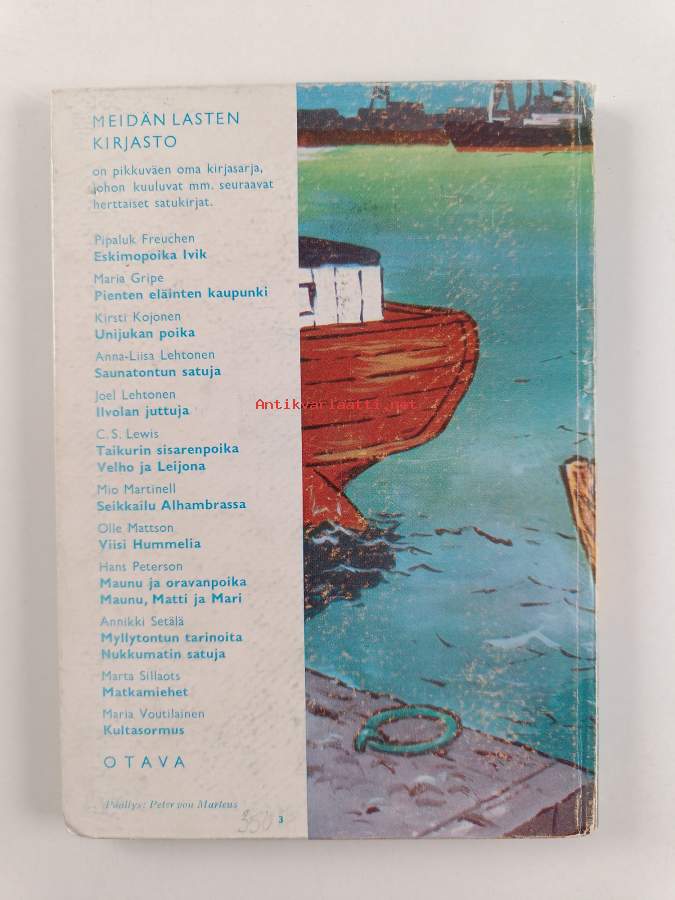 MEIDÄN LASTEN
KIRJASTO
on pikkuväen oma kirjasarja,
johon kuuluvat mm. seuraavat
herttaiset satukirjat.
Pipaluk Freuchen
Eskimopoika Ivik
Maria Gripe
Pienten eläinten kaupunki
Kirsti Kojonen
Unijukan poika
Anna-Liisa Lehtonen
Saunatontun satuja
Joel Lehtonen
Ilvolan juttuja
C. S. Lewis
Taikurin sisarenpoika
Velho ja Leijona
Mio Martinell
Seikkailu Alhambrassa
Olle Mattson
Viisi Hummelia
Hans Peterson
Maunu ja oravanpoika
Maunu, Matti ja Mari
Annikki Setälä
Myllytontun tarinoita
Nukkumatin satuja
Marta Sillaots
Matkamiehet
Maria Voutilainen
Kultasormus
OTAVA
Päällys: Peter von Martens
3
Antikvariaatti.net